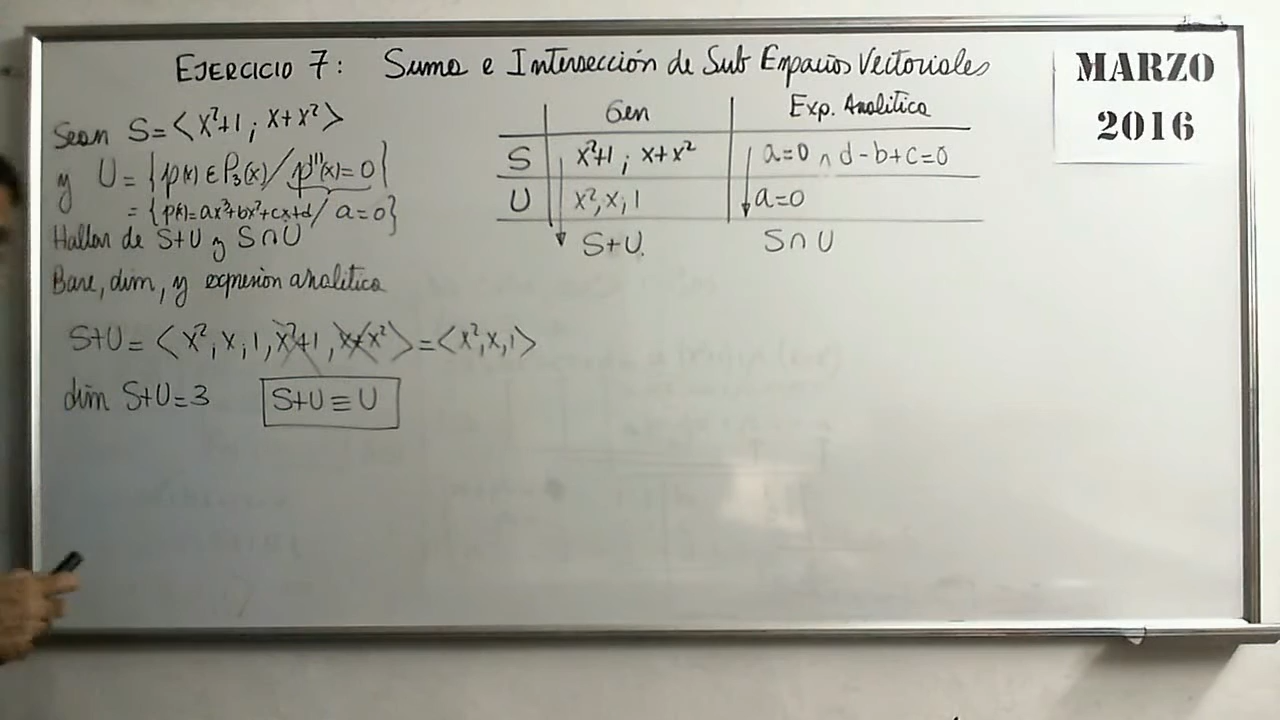 EJERCICIO 7: Suma e Intersección de Sub Espacios Vectoriales
MARZO
2016
Sean S=⟨x²+1; x+x²⟩
y U={p(x)∈P₃(x)/p'''(x)=0}
={p(x)=ax³+bx²+cx+d/a=0}
Hallar de S+U y S∩U
Base, dim, y expresión analítica
Gen Exp. Analítica
S x²+1; x+x² a=0 ∧ d-b+c=0
U x²,x,1 a=0
S+U. S∩U
S+U=⟨x²,x,1,x²+1,x+x²⟩=⟨x²,x,1⟩
dim S+U=3 S+U≡U